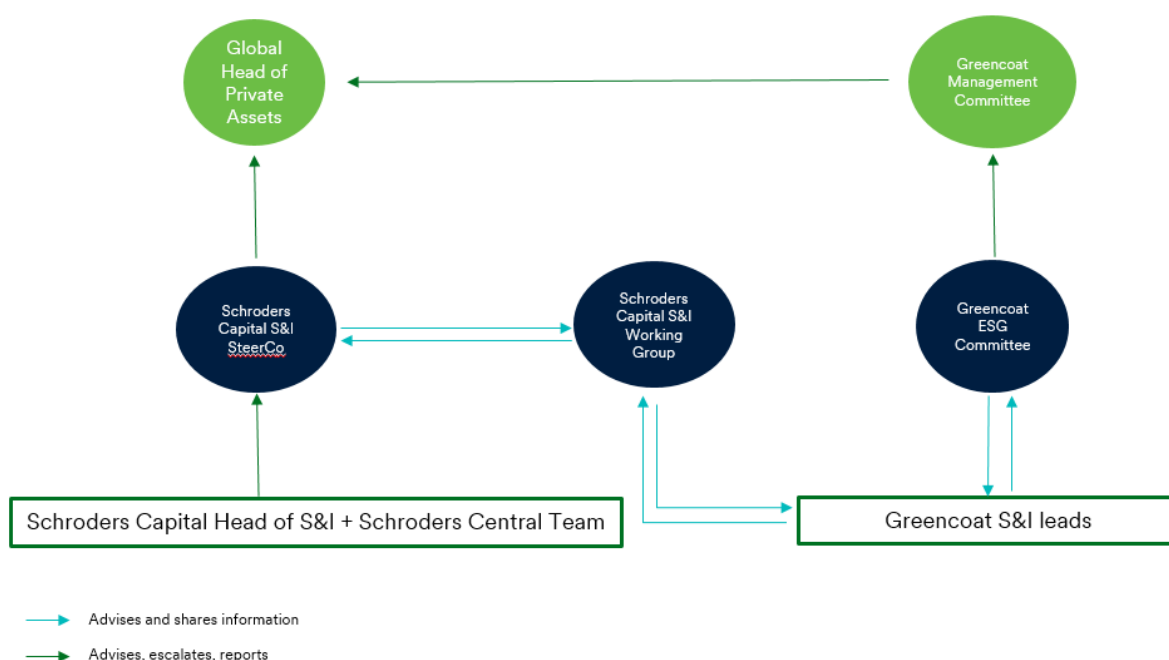 Global
Head of
Private
Assets
Greencoat
Management
Committee
Schroders
Capital S&I
SteerCo
Schroders
Capital S&I
Working
Group
Greencoat
ESG
Committee
Schroders Capital Head of S&I + Schroders Central Team
Greencoat S&I leads
Advises and shares information
Advises, escalates, reports